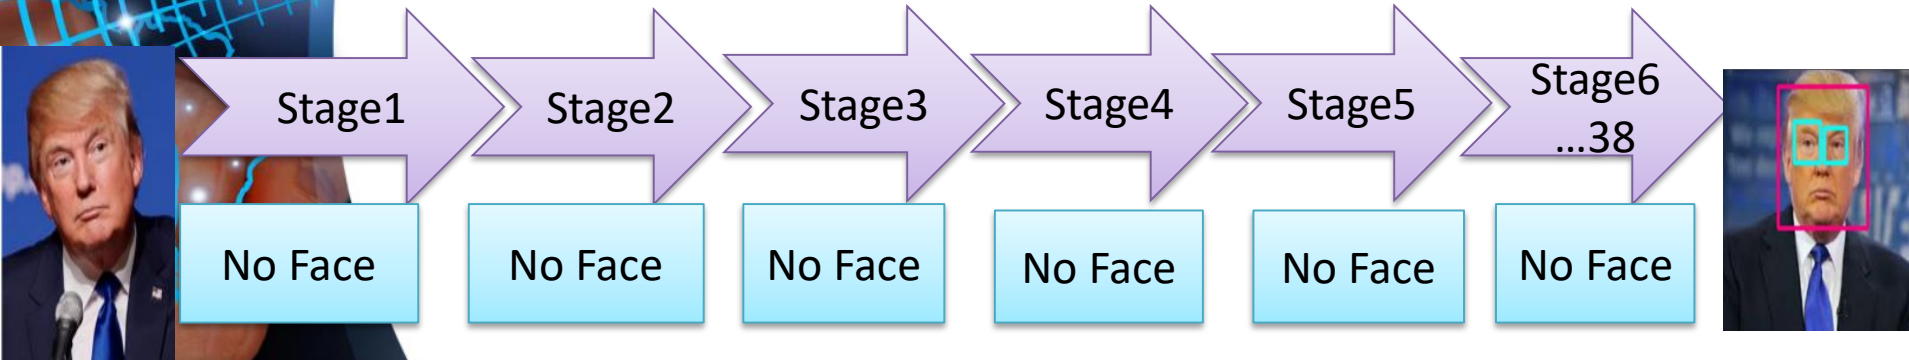 Stage1
Stage2
Stage3
Stage4
Stage5
Stage6
...38
No Face
No Face
No Face
No Face
No Face
No Face